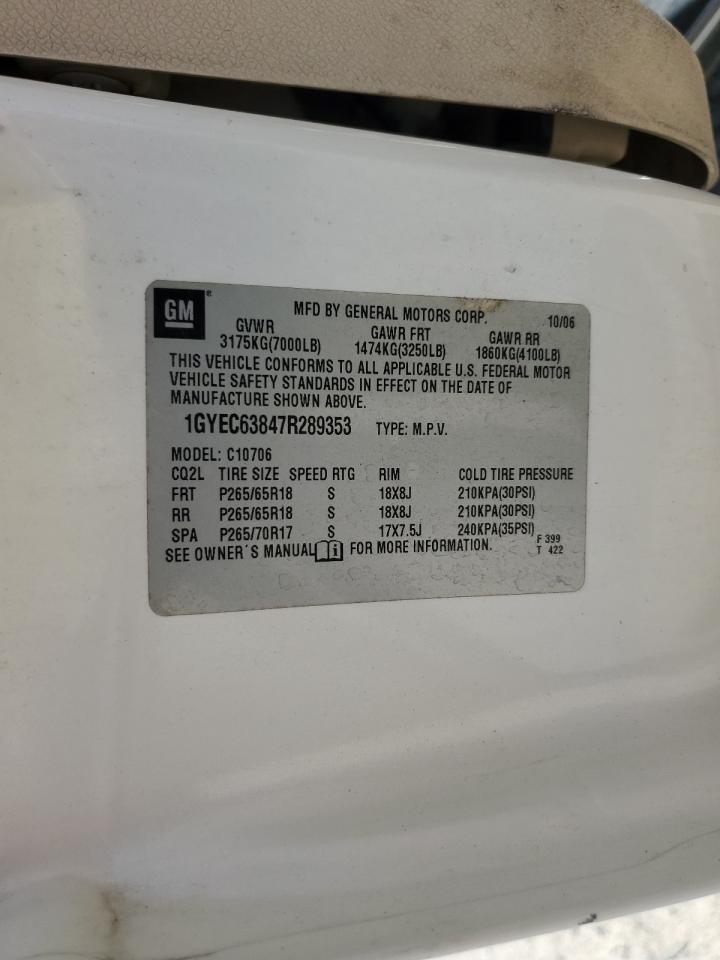 GM ® MFD BY GENERAL MOTORS CORP. 10/06
GVWR GAWR FRT GAWR RR
3175KG(7000LB) 1474KG(3250LB) 1860KG(4100LB)
THIS VEHICLE CONFORMS TO ALL APPLICABLE U.S. FEDERAL MOTOR
VEHICLE SAFETY STANDARDS IN EFFECT ON THE DATE OF
MANUFACTURE SHOWN ABOVE.
1GYEC63847R289353 TYPE: M.P.V.
MODEL: C10706
CQ2L TIRE SIZE SPEED RTG RIM COLD TIRE PRESSURE
FRT P265/65R18 S 18X8J 210KPA(30PSI)
RR P265/65R18 S 18X8J 210KPA(30PSI)
SPA P265/70R17 S 17X7.5J 240KPA(35PSI) F 399
SEE OWNER'S MANUAL i FOR MORE INFORMATION. T 422